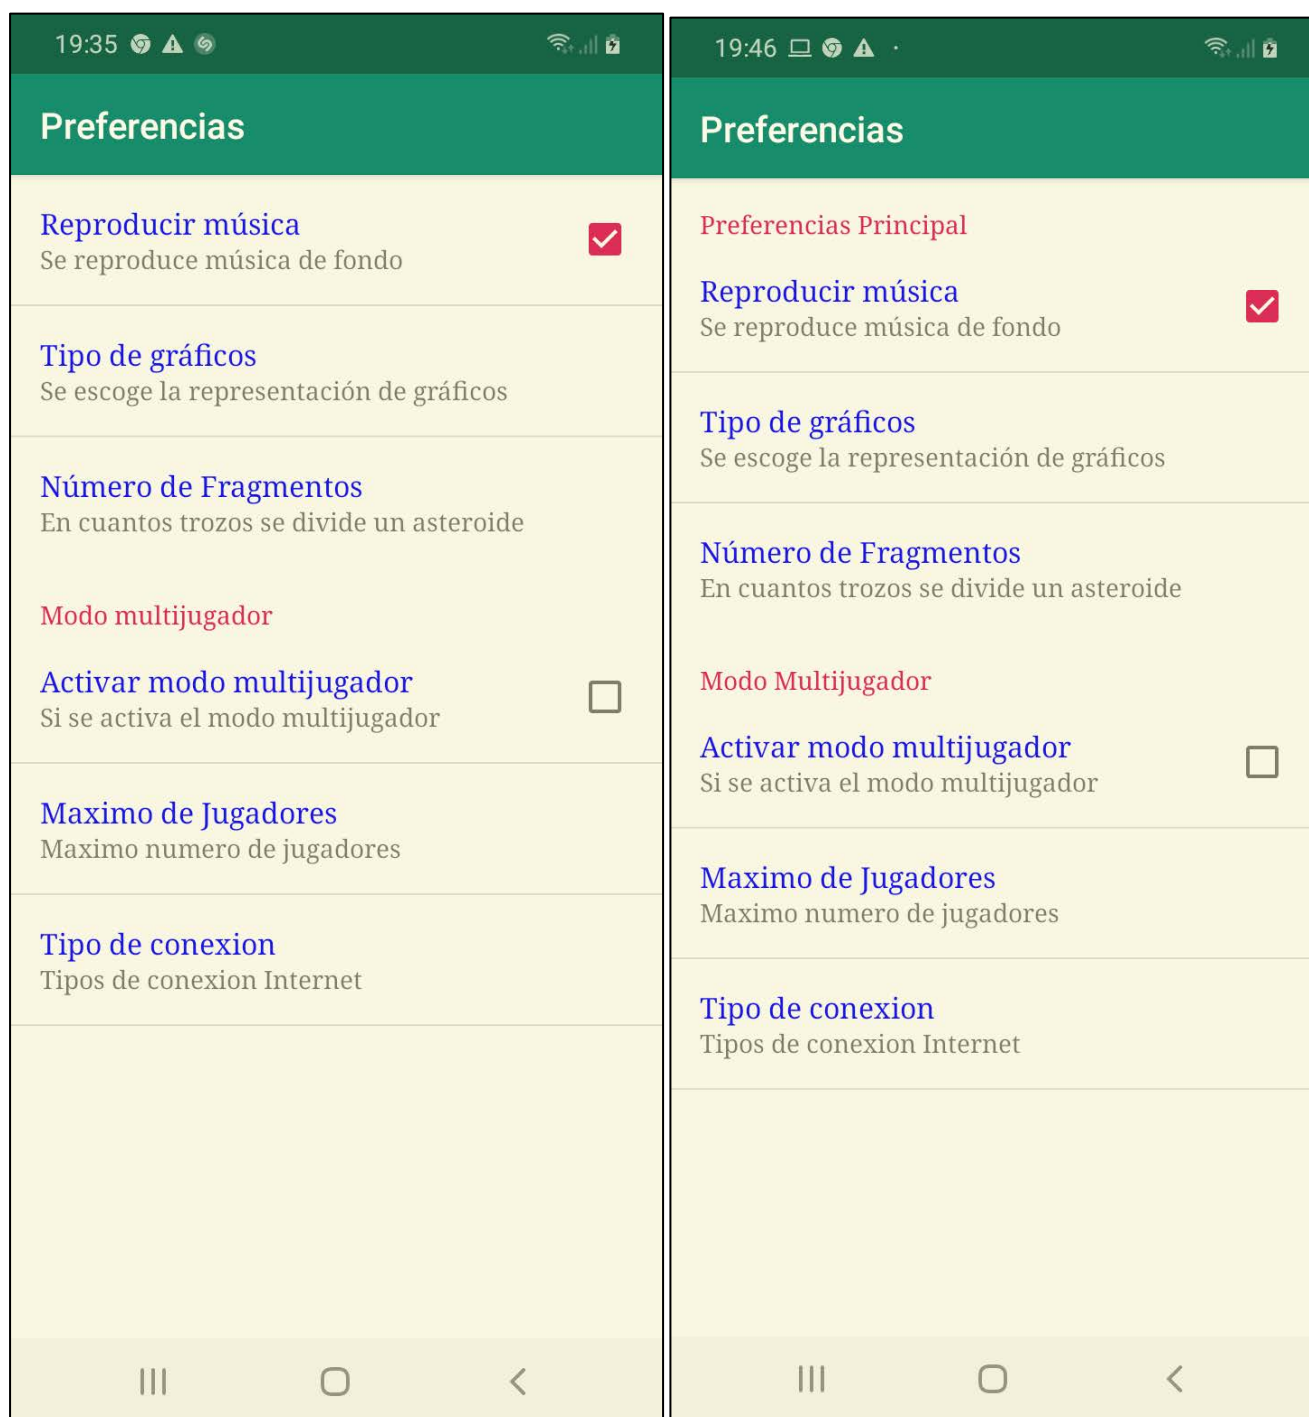 19:35
Preferencias
Reproducir música
Se reproduce música de fondo
Tipo de gráficos
Se escoge la representación de gráficos
Número de Fragmentos
En cuantos trozos se divide un asteroide
Modo multijugador
Activar modo multijugador
Si se activa el modo multijugador
Maximo de Jugadores
Maximo numero de jugadores
Tipo de conexion
Tipos de conexion Internet
19:46
Preferencias
Preferencias Principal
Reproducir música
Se reproduce música de fondo
Tipo de gráficos
Se escoge la representación de gráficos
Número de Fragmentos
En cuantos trozos se divide un asteroide
Modo Multijugador
Activar modo multijugador
Si se activa el modo multijugador
Maximo de Jugadores
Maximo numero de jugadores
Tipo de conexion
Tipos de conexion Internet